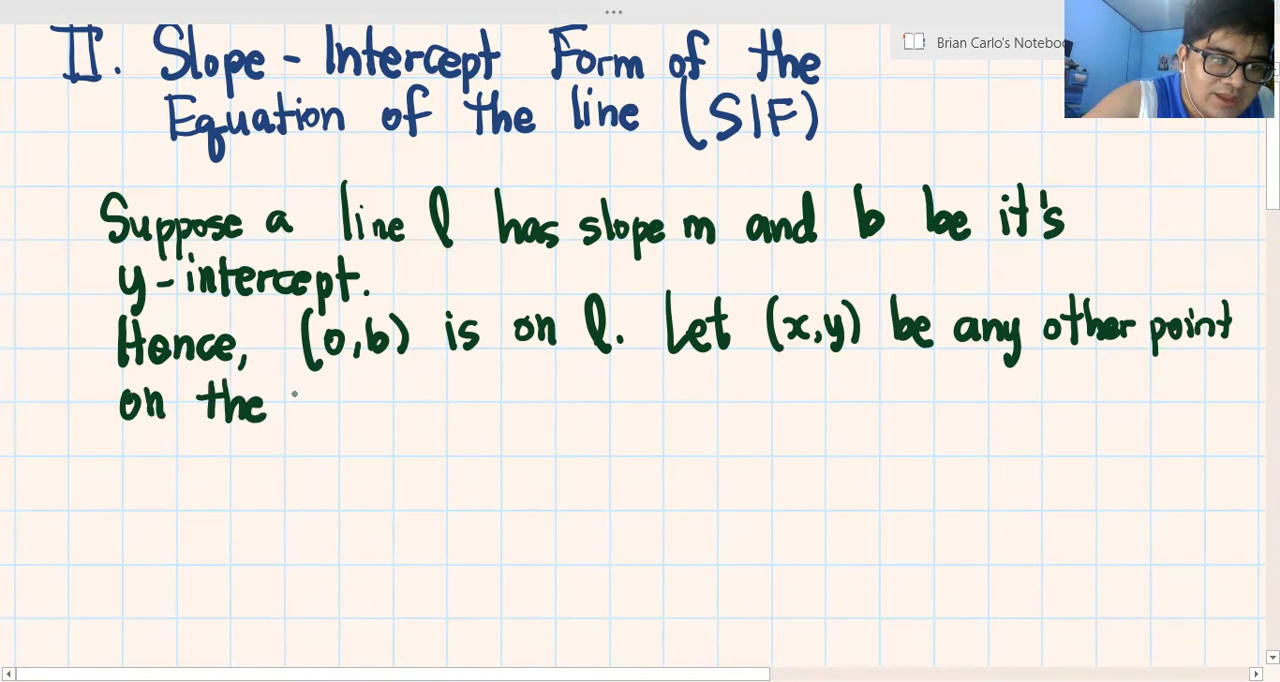 II. Slope - Intercept Form of the
Equation of the line (SIF)
Brian Carlo's Noteboo
Suppose a line l has slope m and b be it's
y-intercept.
Hence, (0,b) is on l. Let (x,y) be any other point
on the